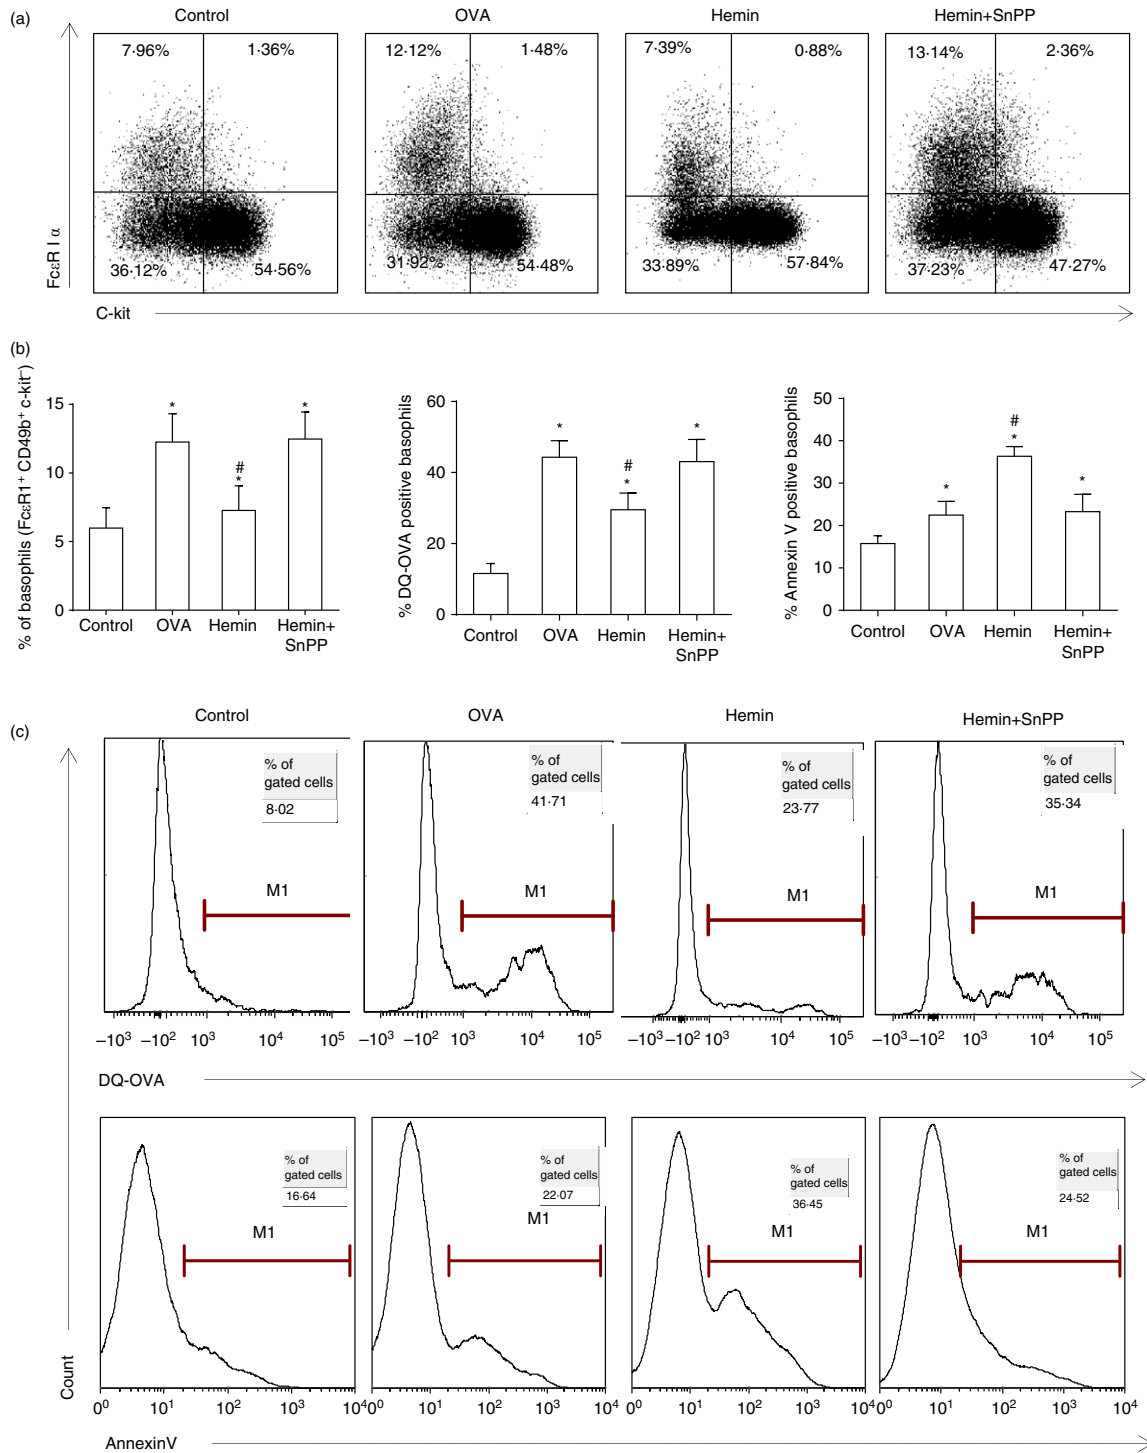 (a)
Control OVA Hemin Hemin+SnPP
7·96% 1·36% 12·12% 1·48% 7·39% 0·88% 13·14% 2·36%
FcεR I α
36·12% 54·56% 31·92% 54·48% 33·89% 57·84% 37·23% 47·27%
C-kit
(b)
% of basophils (FcεR1⁺ CD49b⁺ c-kit⁻)
15
10
5
0
* # * *
Control OVA Hemin Hemin+
SnPP
% DQ-OVA positive basophils
60
40
20
0
* # * *
Control OVA Hemin Hemin+
SnPP
% Annexin V positive basophils
50
40
30
20
10
0
* # * *
Control OVA Hemin Hemin+
SnPP
(c)
Control OVA Hemin Hemin+SnPP
% of
gated cells
8·02
M1
−10³ −10² 10³ 10⁴ 10⁵
% of
gated cells
41·71
M1
−10³ −10² 10³ 10⁴ 10⁵
% of
gated cells
23·77
M1
−10³ −10² 10³ 10⁴ 10⁵
% of
gated cells
35·34
M1
−10³ −10² 10³ 10⁴ 10⁵
DQ-OVA
% of
gated cells
16·64
M1
10⁰ 10¹ 10² 10³ 10⁴
% of
gated cells
22·07
M1
10⁰ 10¹ 10² 10³ 10⁴
% of
gated cells
36·45
M1
10⁰ 10¹ 10² 10³ 10⁴
% of
gated cells
24·52
M1
10⁰ 10¹ 10² 10³ 10⁴
Count
AnnexinV